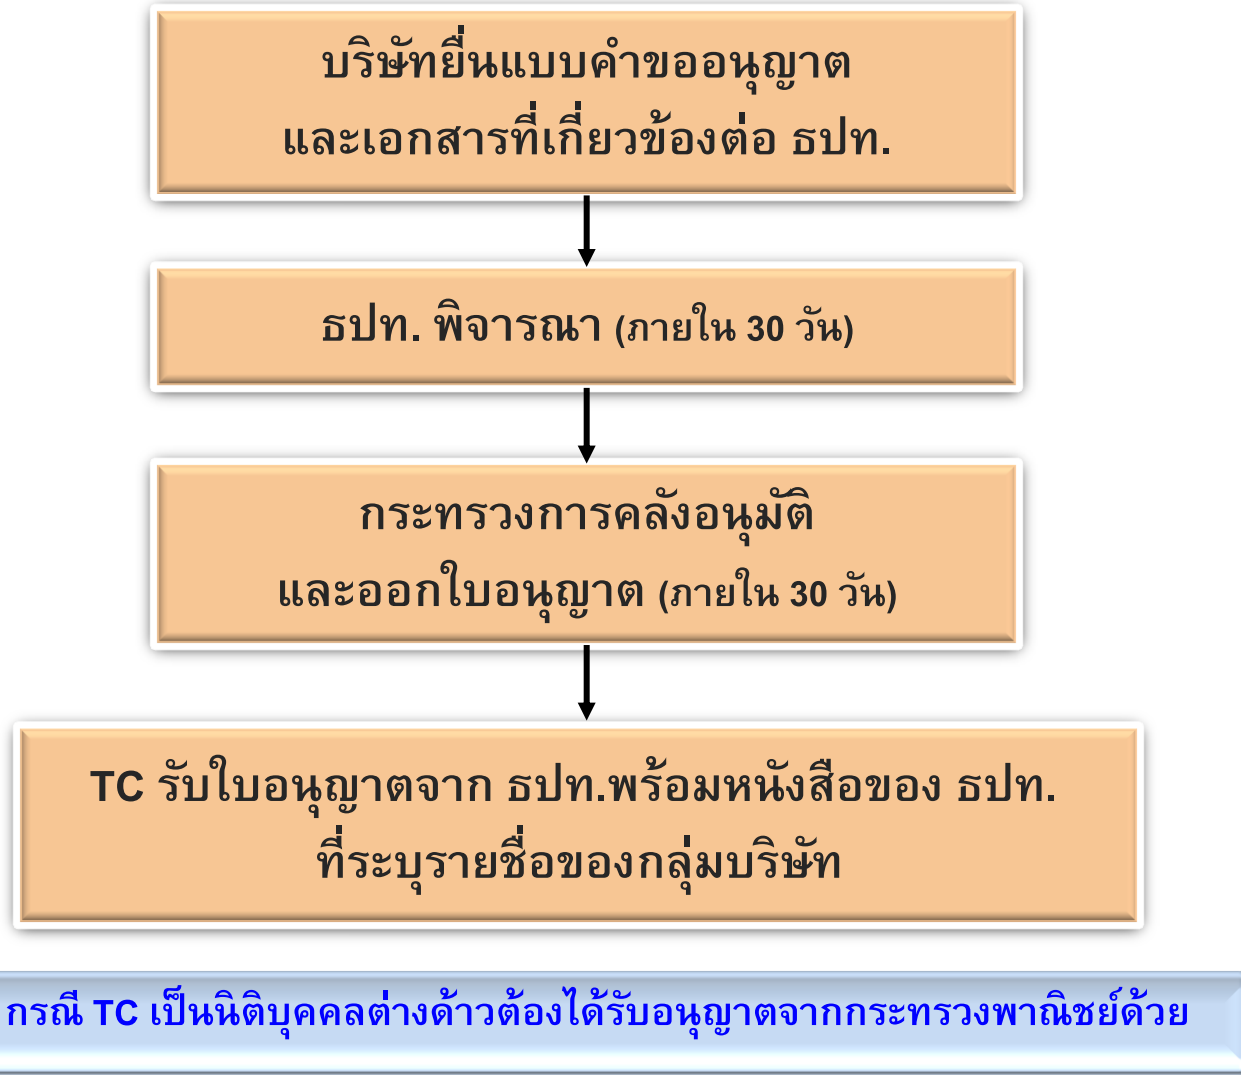 บริษัทยื่นแบบคำขออนุญาต
และเอกสารที่เกี่ยวข้องต่อ ธปท.
ธปท. พิจารณา (ภายใน 30 วัน)
กระทรวงการคลังอนุมัติ
และออกใบอนุญาต (ภายใน 30 วัน)
TC รับใบอนุญาตจาก ธปท.พร้อมหนังสือของ ธปท.
ที่ระบุรายชื่อของกลุ่มบริษัท
กรณี TC เป็นนิติบุคคลต่างด้าวต้องได้รับอนุญาตจากกระทรวงพาณิชย์ด้วย